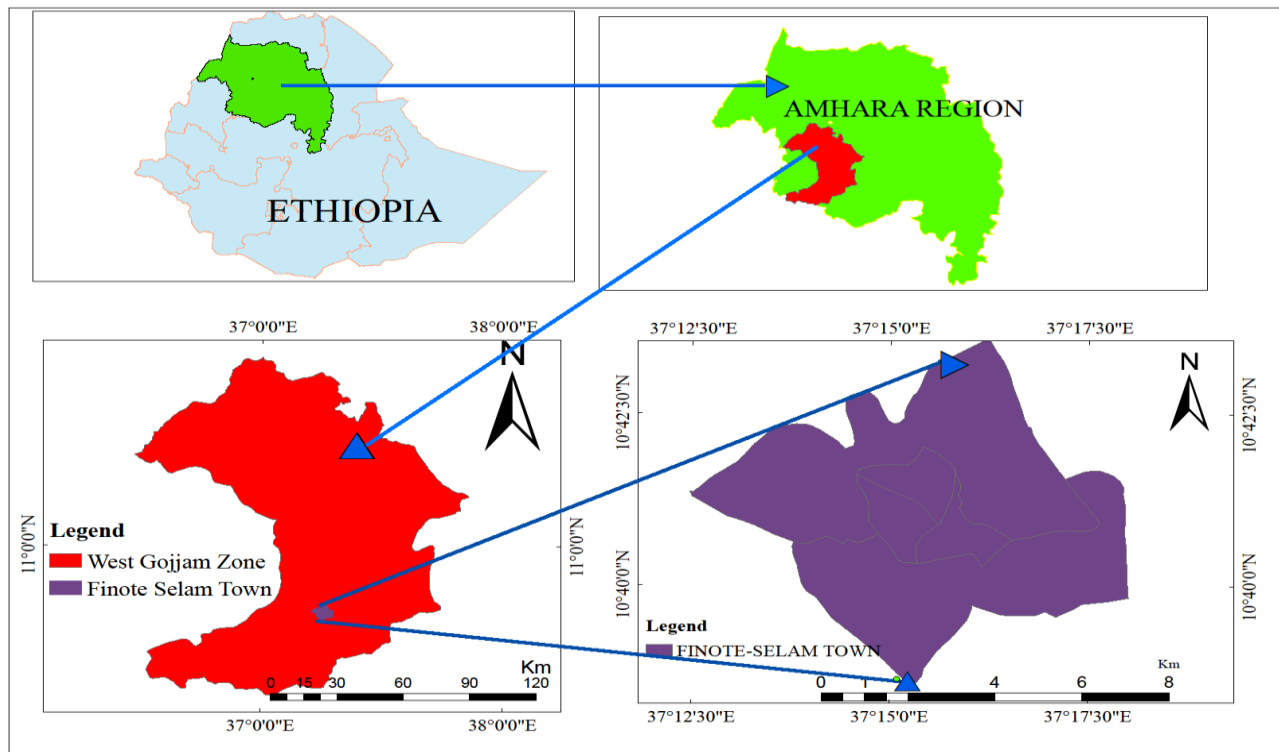 ETHIOPIA
AMHARA REGION
37°0'0"E
38°0'0"E
N
11°0'0"N
11°0'0"N
Legend
West Gojjam Zone
Finote Selam Town
Km
0 15 30 60 90 120
37°0'0"E
38°0'0"E
37°12'30"E
37°15'0"E
37°17'30"E
N
10°42'30"N
10°42'30"N
10°40'0"N
10°40'0"N
Legend
FINOTE-SELAM TOWN
Km
0 1 2 4 6 8
37°12'30"E
37°15'0"E
37°17'30"E